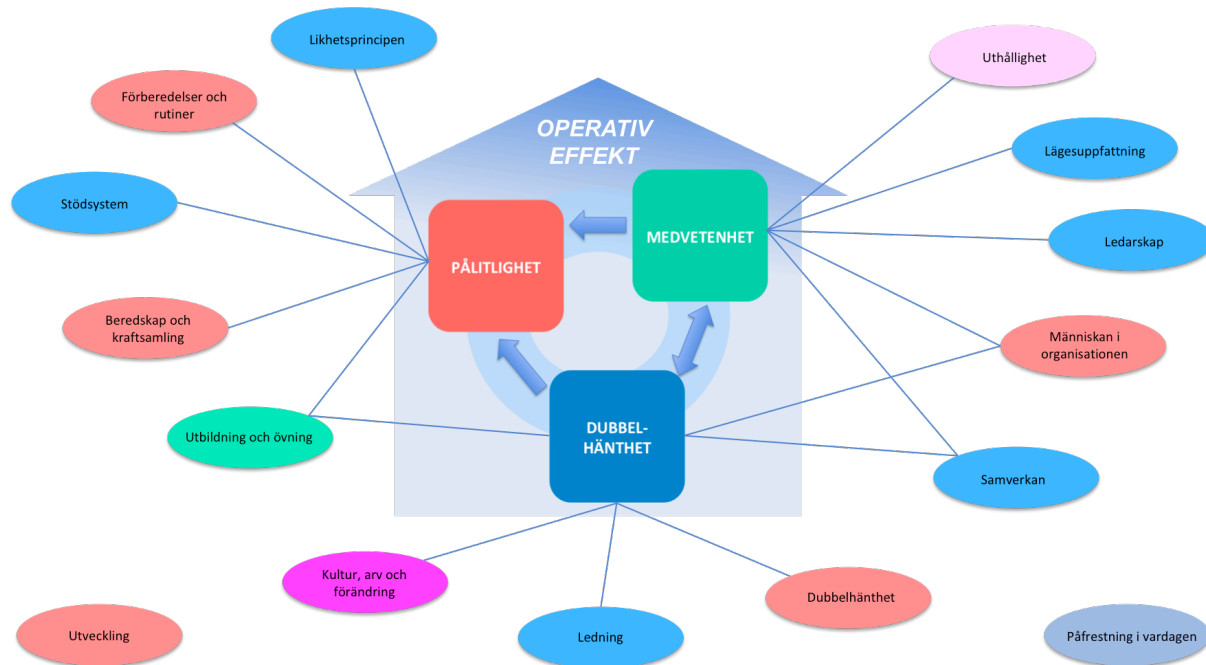 Likhetsprincipen
Uthållighet
Förberedelser och
rutiner
OPERATIV
EFFEKT
Lägesuppfattning
Stödsystem
MEDVETENHET
Ledarskap
PÅLITLIGHET
Beredskap och
kraftsamling
Människan i
organisationen
Utbildning och övning
DUBBEL-
HÄNTHET
Samverkan
Kultur, arv och
förändring
Dubbelhänthet
Utveckling
Ledning
Påfrestning i vardagen